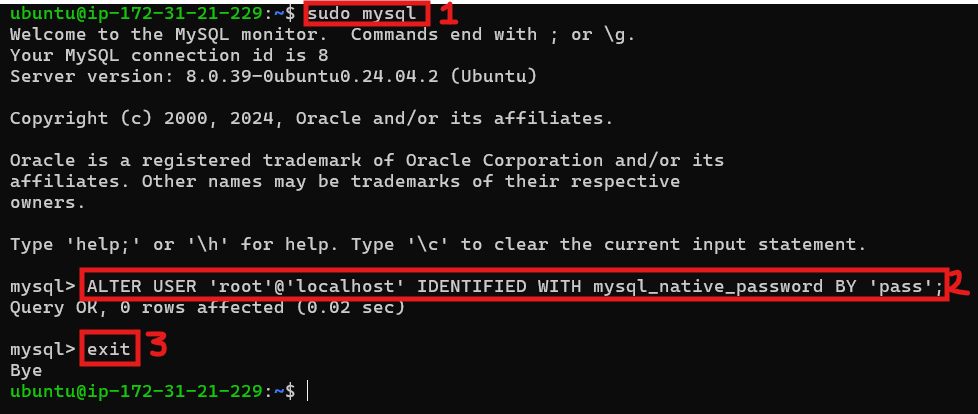 ubuntu@ip-172-31-21-229:~$ sudo mysql 1
Welcome to the MySQL monitor.  Commands end with ; or \g.
Your MySQL connection id is 8
Server version: 8.0.39-0ubuntu0.24.04.2 (Ubuntu)
Copyright (c) 2000, 2024, Oracle and/or its affiliates.
Oracle is a registered trademark of Oracle Corporation and/or its
affiliates. Other names may be trademarks of their respective
owners.
Type 'help;' or '\h' for help. Type '\c' to clear the current input statement.
mysql> ALTER USER 'root'@'localhost' IDENTIFIED WITH mysql_native_password BY 'pass'; 2
Query OK, 0 rows affected (0.02 sec)
mysql> exit 3
Bye
ubuntu@ip-172-31-21-229:~$